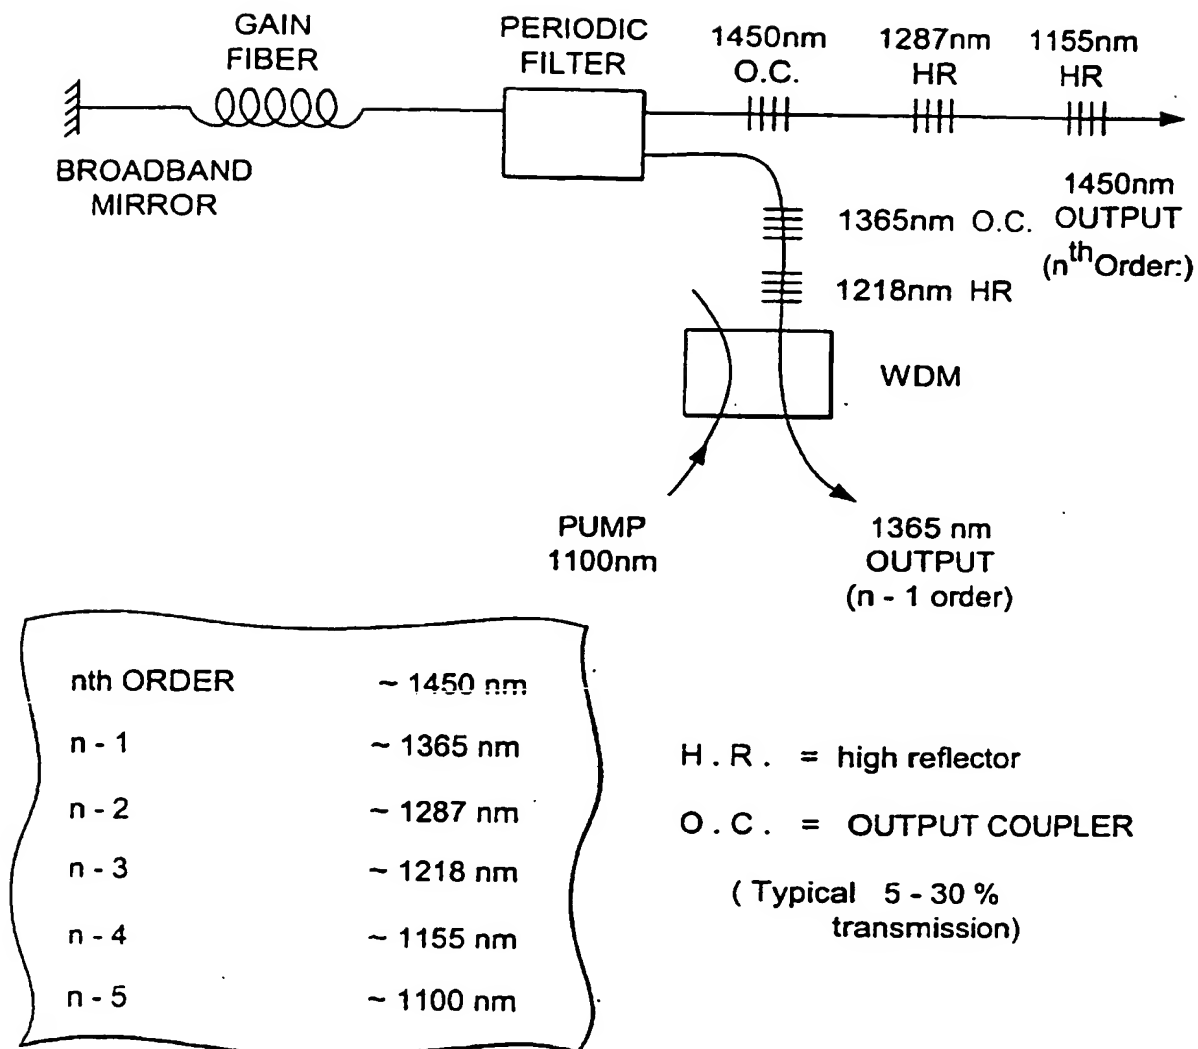 GAIN
FIBER
PERIODIC
FILTER
1450nm
O.C.
1287nm
HR
1155nm
HR
BROADBAND
MIRROR
1450nm
OUTPUT
(nth Order:)
1365nm O.C.
1218nm HR
WDM
PUMP
1100nm
1365 nm
OUTPUT
(n - 1 order)
nth ORDER ~ 1450 nm
n - 1 ~ 1365 nm
n - 2 ~ 1287 nm
n - 3 ~ 1218 nm
n - 4 ~ 1155 nm
n - 5 ~ 1100 nm
H . R . = high reflector
O . C . = OUTPUT COUPLER
( Typical 5 - 30 %
transmission)